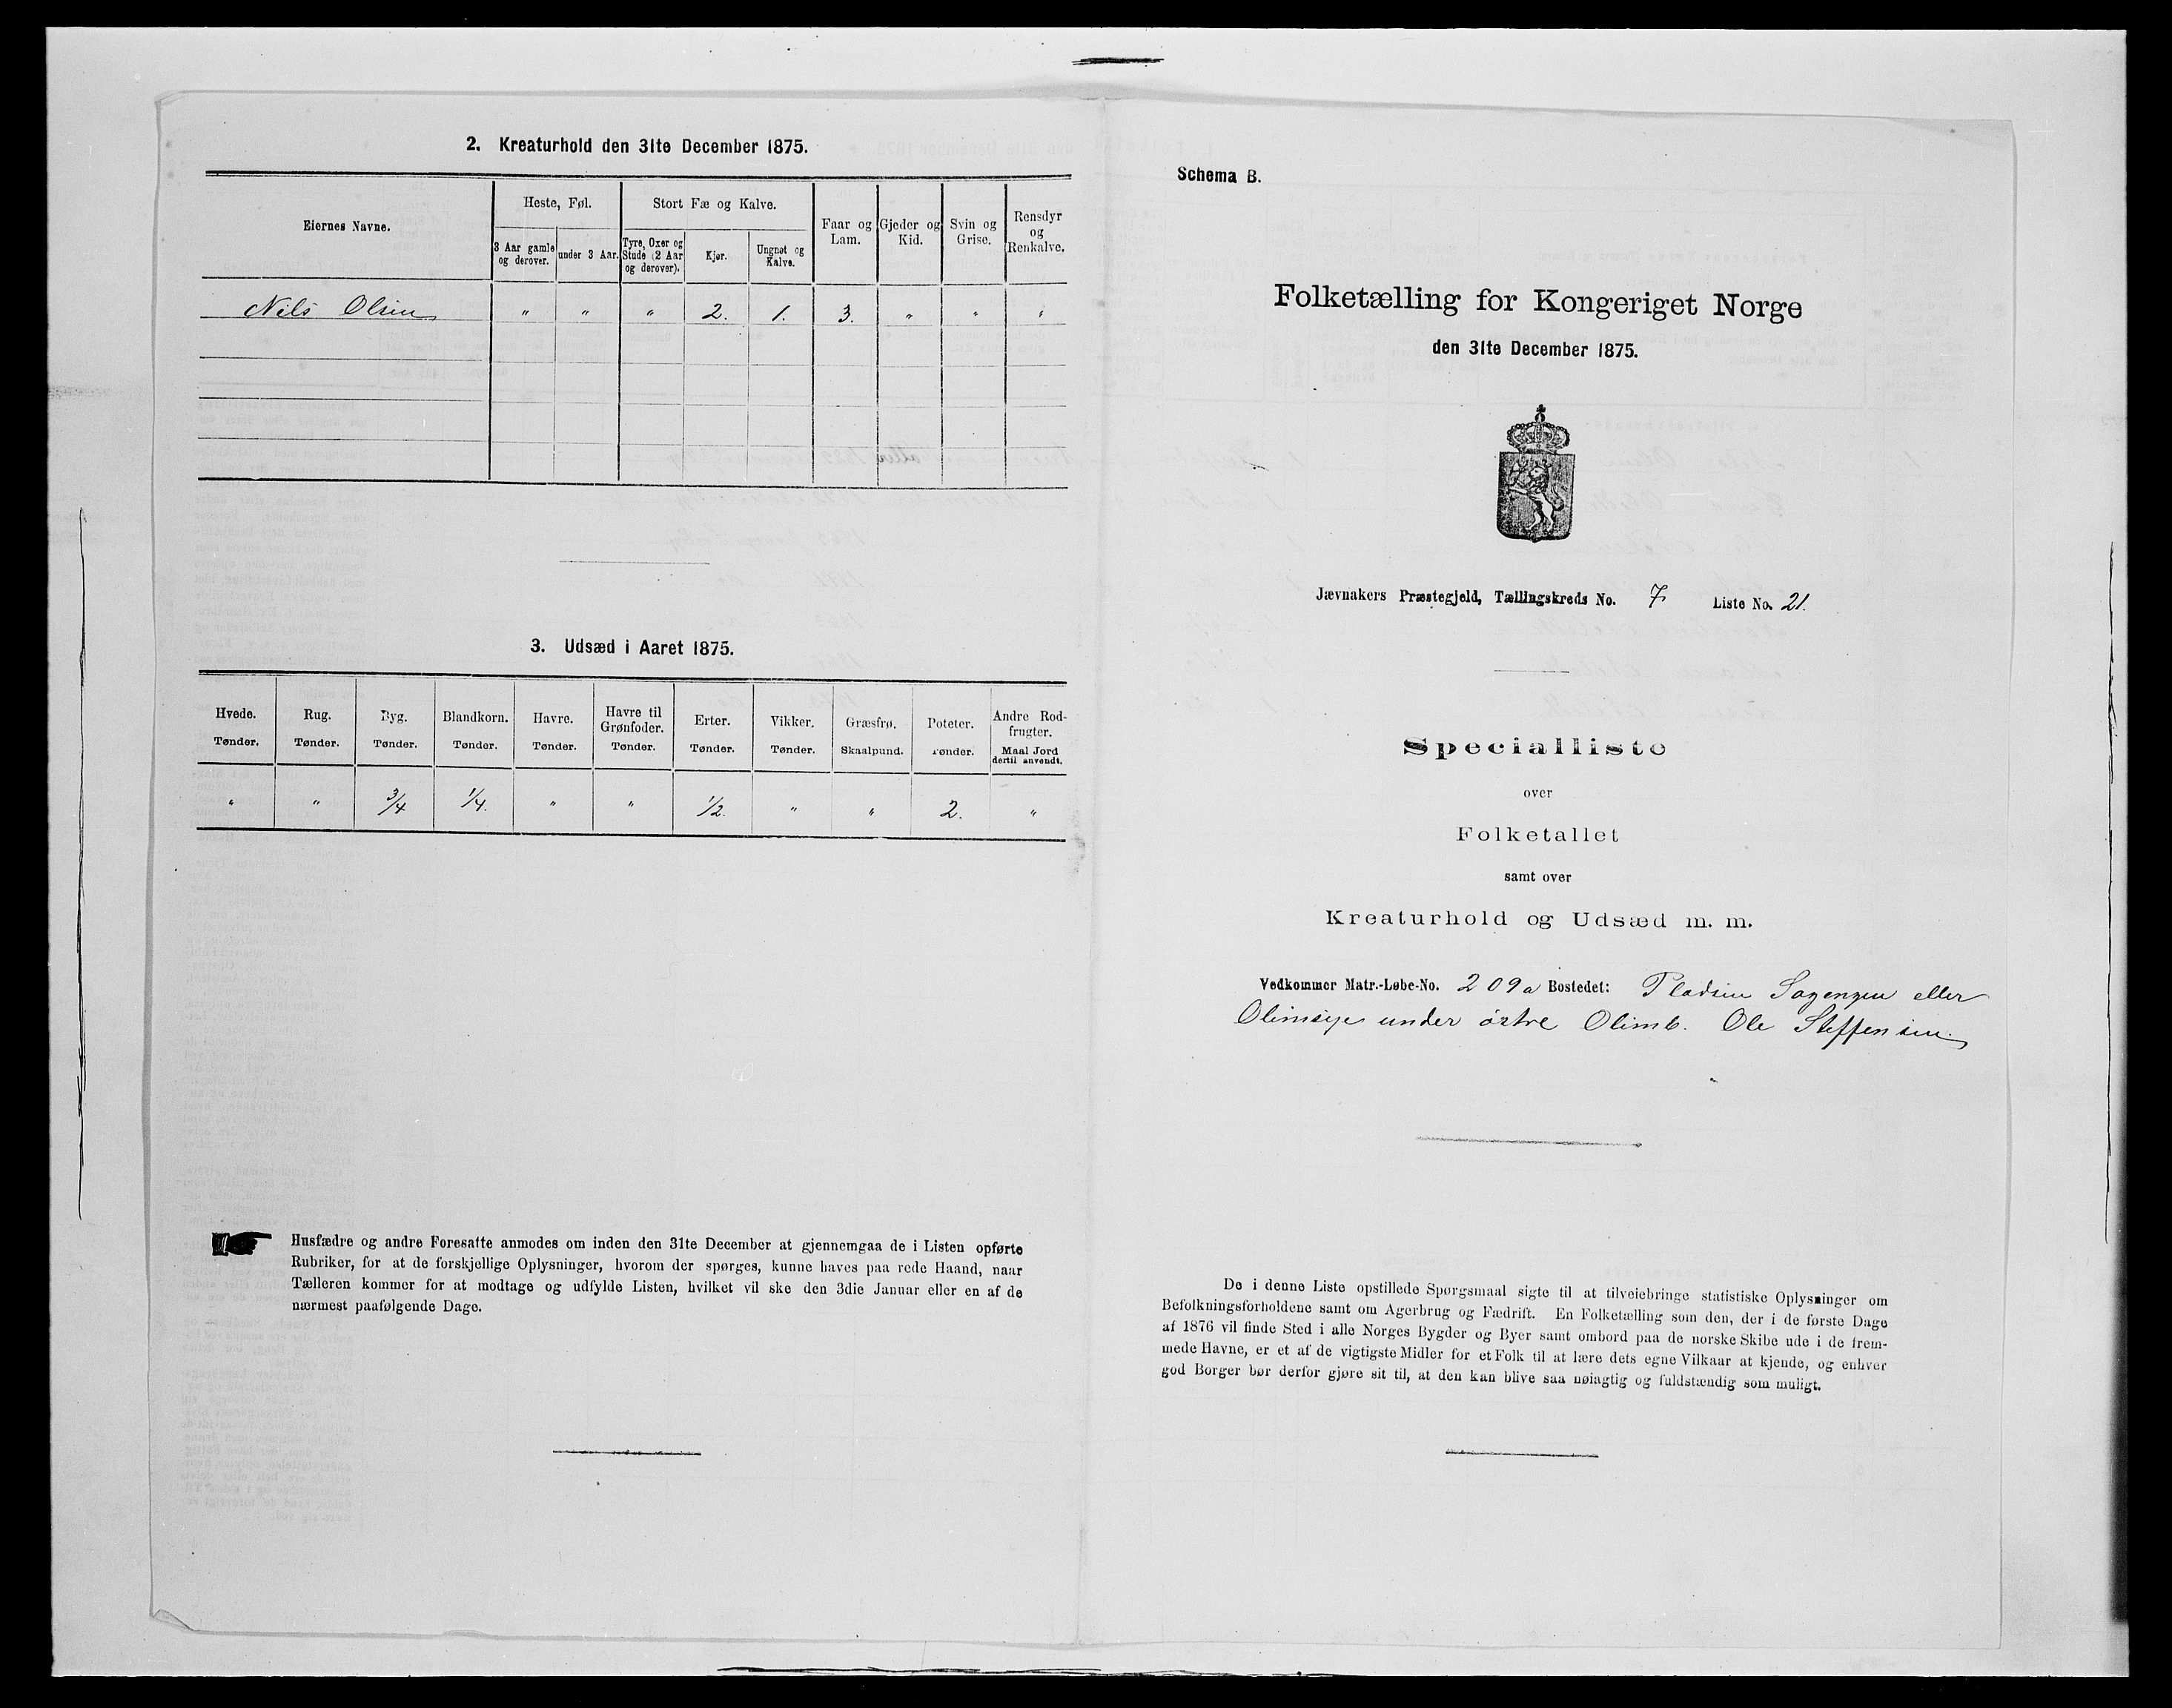 2. Kreaturhold den 31te December 1875.
Eiernes Navne.
Heste, Føl.
Stort Fæ og Kalve.
Faar og Lam.
Gjeder og Kid.
Svin og Grise.
Rensdyr og Renkalve.
3 Aar gamle og derover.
under 3 Aar.
Tyre, Oxer og Stude (2 Aar og derover).
Kjør.
Ungnøt og Kalve.
Nils Olsen " " " 2. 1. 3. " " "
3. Udsæd i Aaret 1875.
Hvede. Rug. Byg. Blandkorn. Havre. Havre til Grønfoder. Erter. Vikker. Græsfrø. Poteter. Andre Rodfrugter.
Tønder. Tønder. Tønder. Tønder. Tønder. Tønder. Tønder. Tønder. Skaalpund. Tønder. Maal Jord dertil anvendt.
" " 3/4 1/4. " " 1/2. " " 2. "
Husfædre og andre Foresatte anmodes om inden den 31te December at gjennemgaa de i Listen opførte
Rubriker, for at de forskjellige Oplysninger, hvorom der spørges, kunne haves paa rede Haand, naar
Tælleren kommer for at modtage og udfylde Listen, hvilket vil ske den 3die Januar eller en af de
nærmest paafølgende Dage.
Schema B.
Folketælling for Kongeriget Norge
den 31te December 1875.
Jævnakers Præstegjeld, Tællingskreds No. 7 Liste No. 21.
Specialliste
over
Folketallet
samt over
Kreaturhold og Udsæd m. m.
Vedkommer Matr.-Løbe-No. 209a Bostedet: Pladsen eller
under østre Olimb. Ole Steffensen
De i denne Liste opstillede Spørgsmaal sigte til at tilveiebringe statistiske Oplysninger om
Befolkningsforholdene samt om Agerbrug og Fædrift. En Folketælling som den, der i de første Dage
af 1876 vil finde Sted i alle Norges Bygder og Byer samt ombord paa de norske Skibe ude i de frem-
mede Havne, er et af de vigtigste Midler for et Folk til at lære dets egne Vilkaar at kjende, og enhver
god Borger bør derfor gjøre sit til, at den kan blive saa nøiagtig og fuldstændig som muligt.